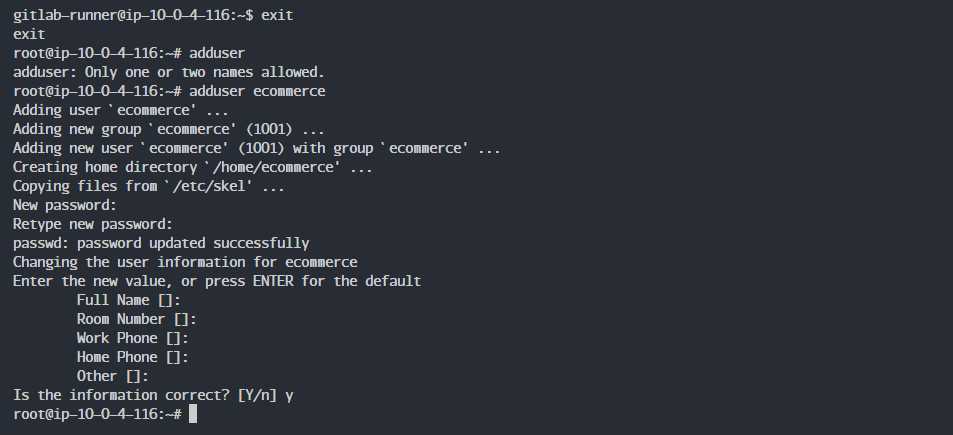 gitlab-runner@ip-10-0-4-116:~$ exit
exit
root@ip-10-0-4-116:~# adduser
adduser: Only one or two names allowed.
root@ip-10-0-4-116:~# adduser ecommerce
Adding user `ecommerce' ...
Adding new group `ecommerce' (1001) ...
Adding new user `ecommerce' (1001) with group `ecommerce' ...
Creating home directory `/home/ecommerce' ...
Copying files from `/etc/skel' ...
New password:
Retype new password:
passwd: password updated successfully
Changing the user information for ecommerce
Enter the new value, or press ENTER for the default
        Full Name []:
        Room Number []:
        Work Phone []:
        Home Phone []:
        Other []:
Is the information correct? [Y/n] y
root@ip-10-0-4-116:~#